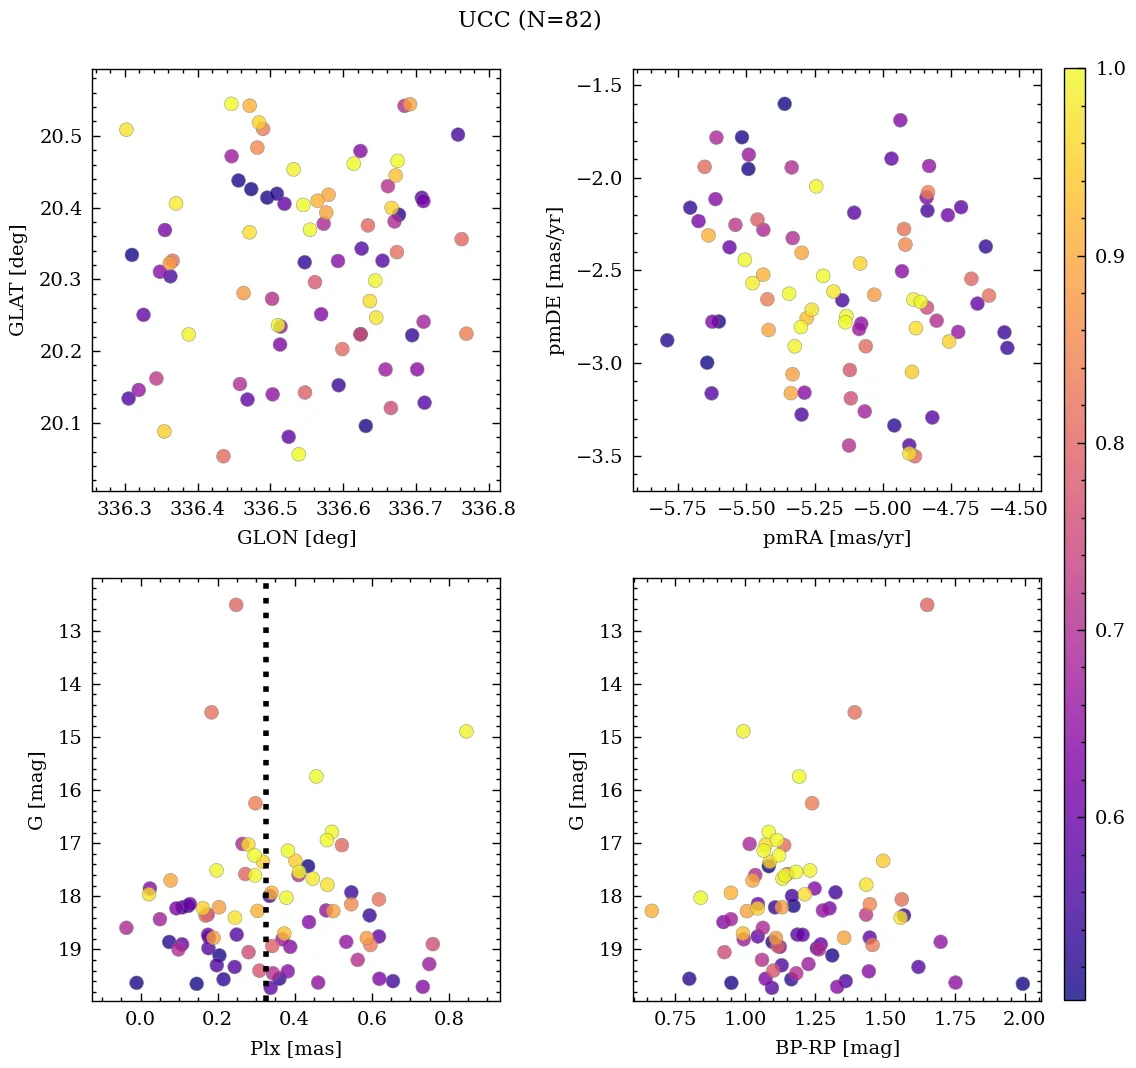 UCC (N=82)
20.5
20.4
20.3
20.2
20.1
GLAT [deg]
336.3 336.4 336.5 336.6 336.7 336.8
GLON [deg]
−1.5
−2.0
−2.5
−3.0
−3.5
pmDE [mas/yr]
−5.75 −5.50 −5.25 −5.00 −4.75 −4.50
pmRA [mas/yr]
1.0
0.9
0.8
0.7
0.6
13
14
15
16
17
18
19
G [mag]
0.0 0.2 0.4 0.6 0.8
Plx [mas]
13
14
15
16
17
18
19
G [mag]
0.75 1.00 1.25 1.50 1.75 2.00
BP-RP [mag]